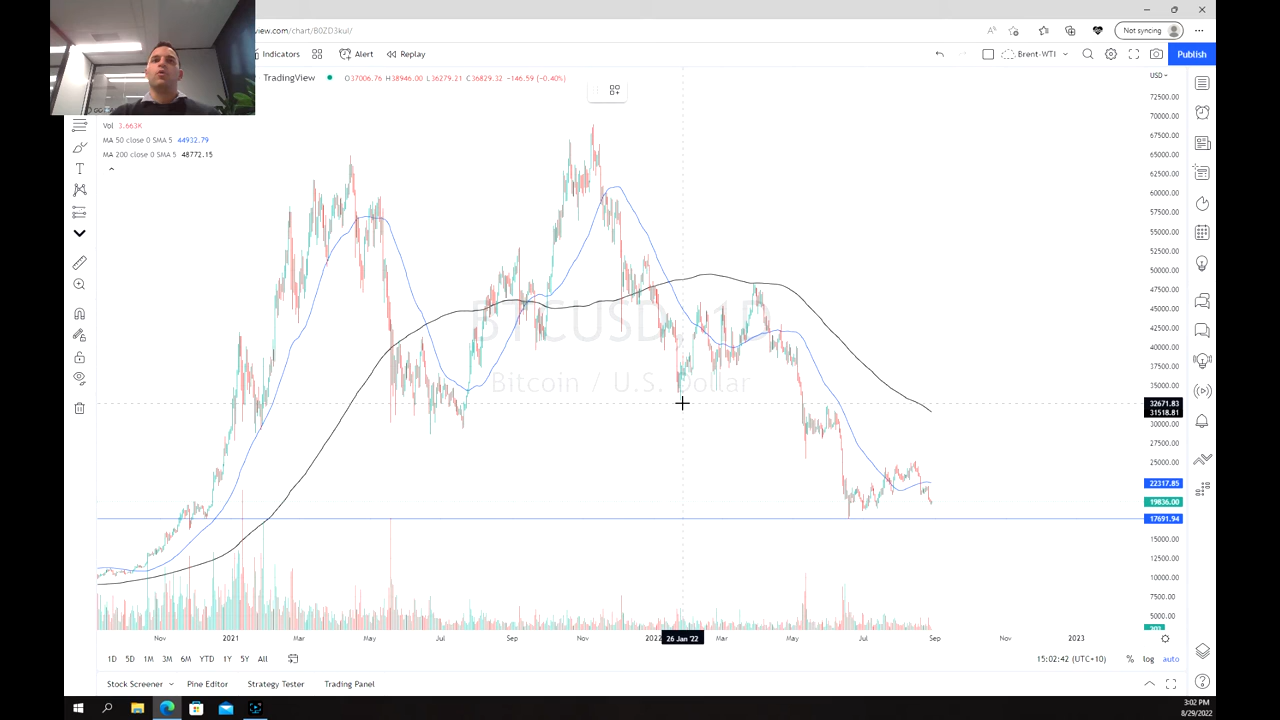 view.com/chart/B0ZD3kul/
Not syncing
Indicators
Alert
Replay
Brent-WTI
Publish
TradingView
O37006.76 H38946.00 L36279.21 C36829.32 −146.59 (−0.40%)
USD
Vol 3.663K
MA 50 close 0 SMA 5 44932.79
MA 200 close 0 SMA 5 48772.15
72500.00
70000.00
67500.00
65000.00
62500.00
60000.00
57500.00
55000.00
52500.00
50000.00
47500.00
45000.00
42500.00
40000.00
37500.00
35000.00
32671.83
31518.81
30000.00
27500.00
25000.00
22317.85
19836.00
17691.94
15000.00
12500.00
10000.00
7500.00
5000.00
BTCUSD, 1D
Bitcoin / U.S. Dollar
Nov
2021
Mar
May
Jul
Sep
Nov
2022
26 Jan '22
Mar
May
Jul
Sep
Nov
2023
1D 5D 1M 3M 6M YTD 1Y 5Y All
15:02:42 (UTC+10) % log auto
Stock Screener Pine Editor Strategy Tester Trading Panel
3:02 PM
8/29/2022